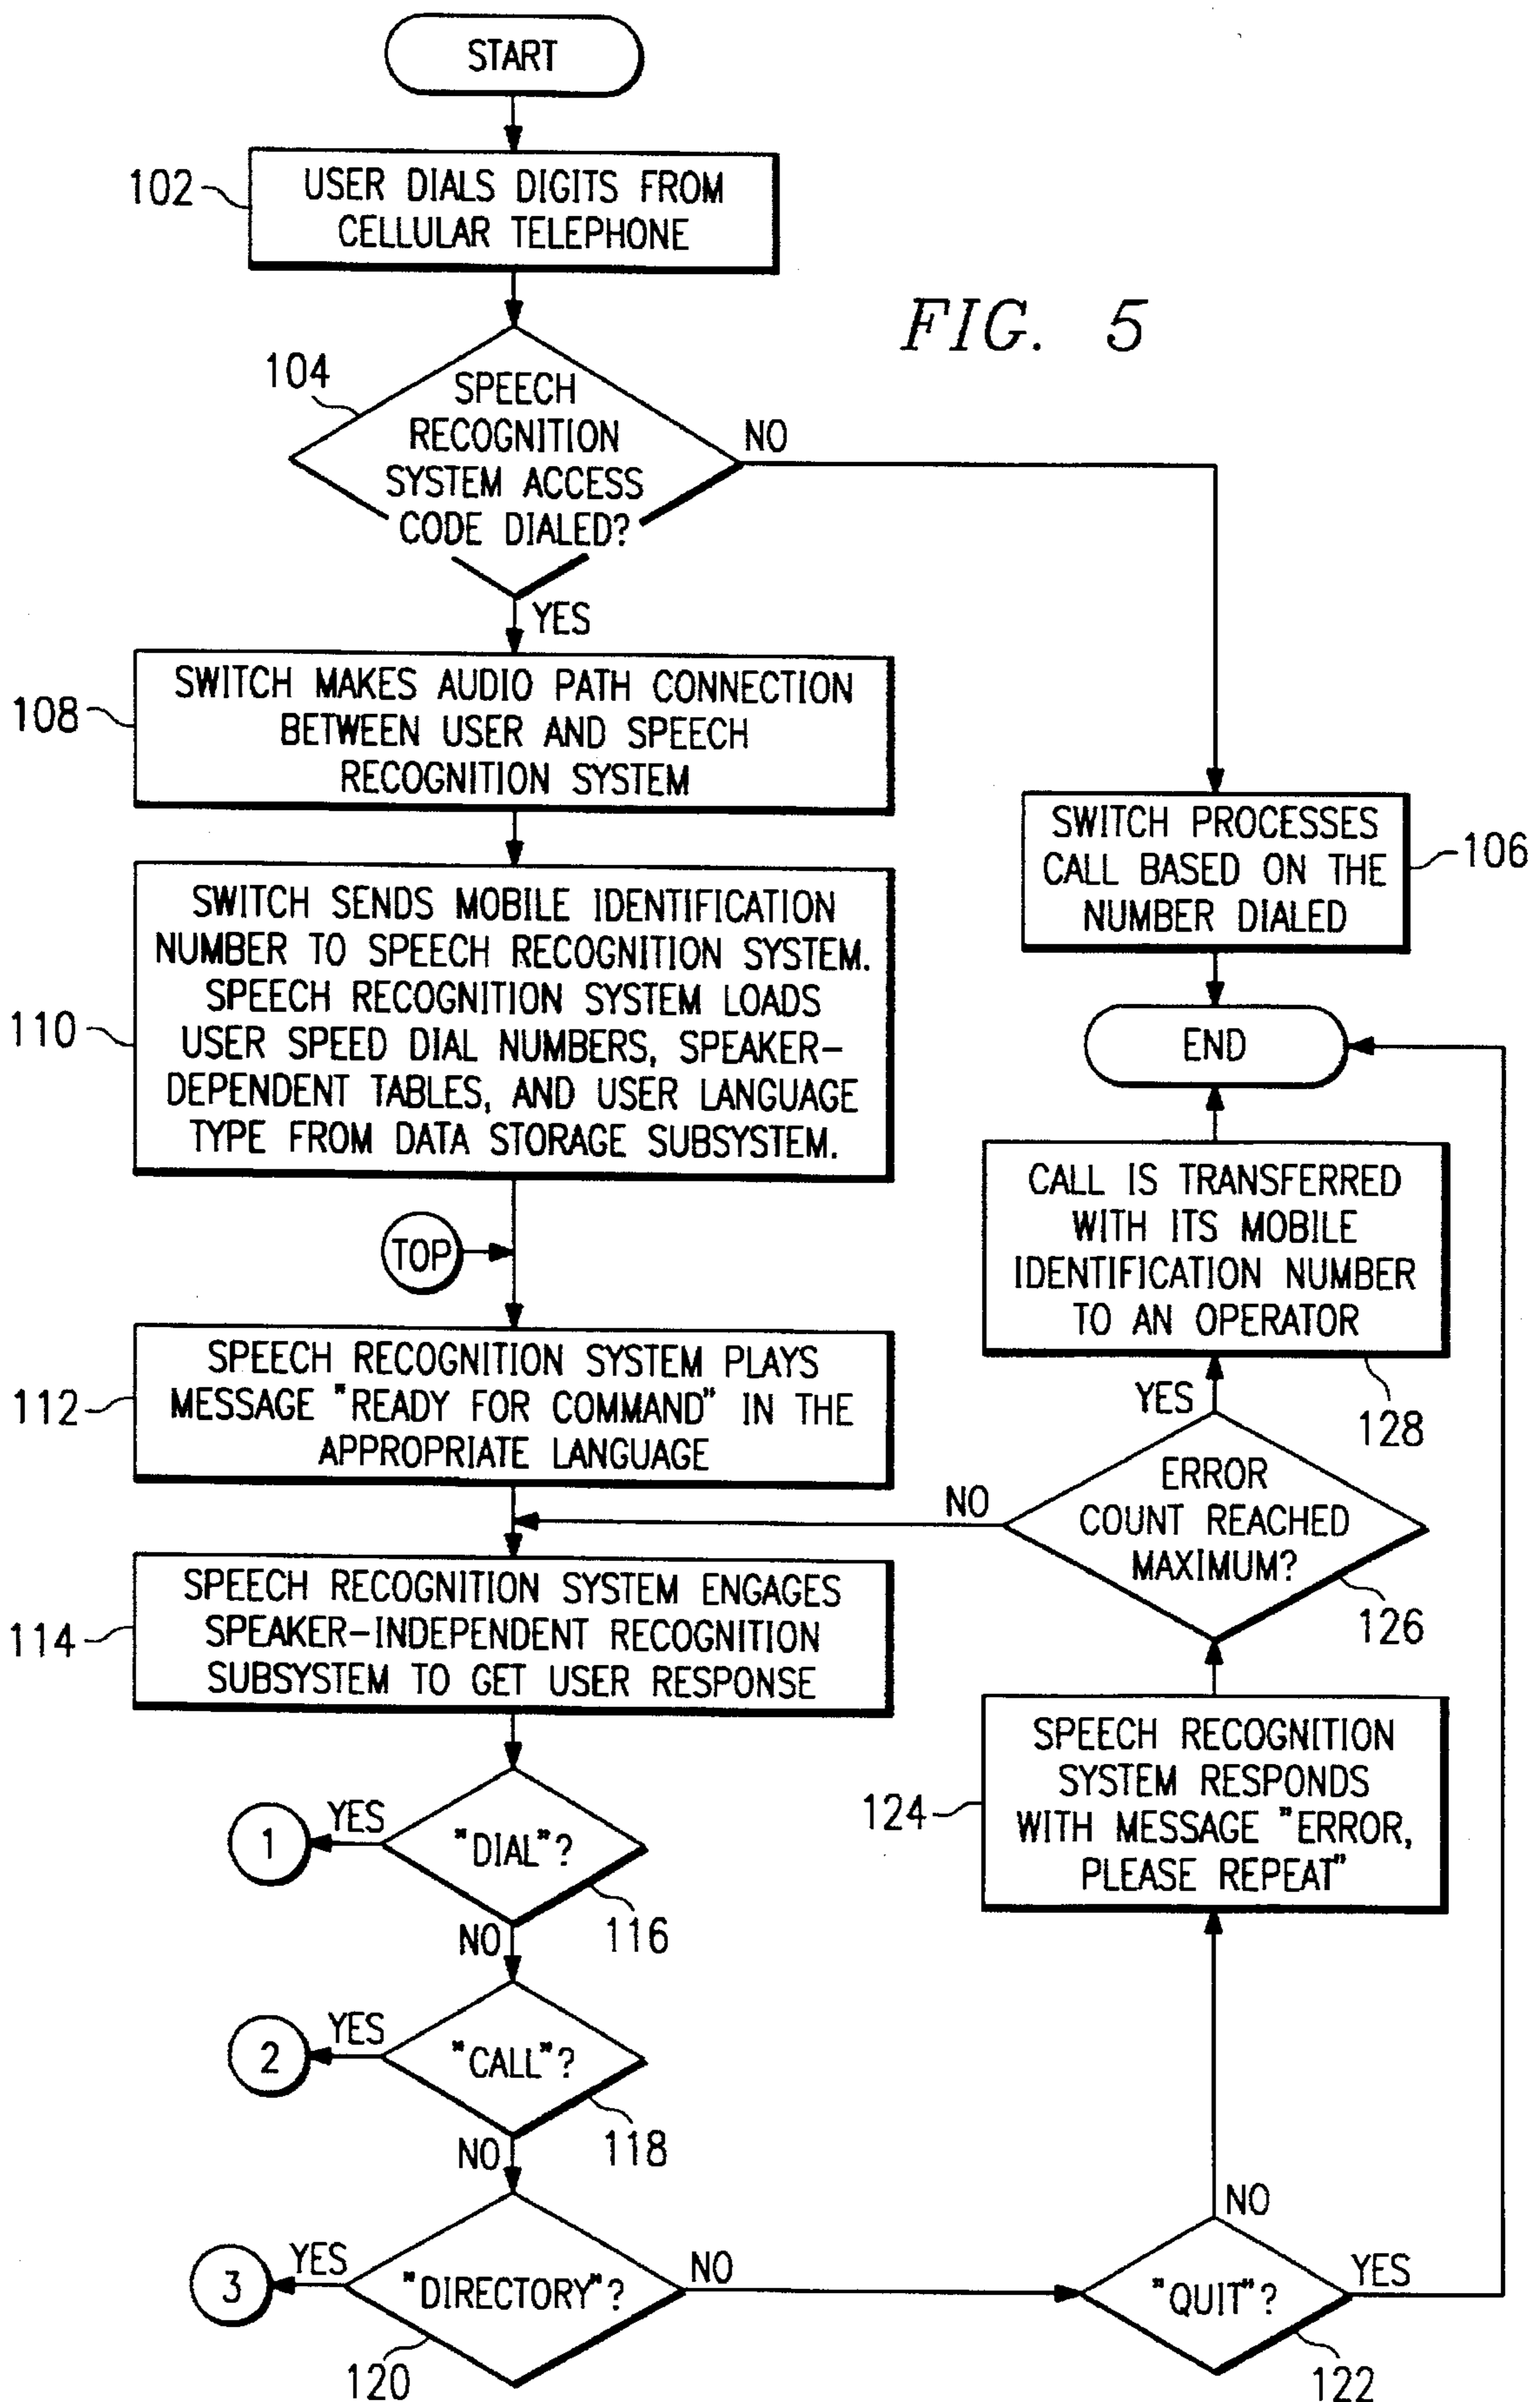 START
102
USER DIALS DIGITS FROM
CELLULAR TELEPHONE
FIG. 5
104
SPEECH
RECOGNITION
SYSTEM ACCESS
CODE DIALED?
NO
YES
108
SWITCH MAKES AUDIO PATH CONNECTION
BETWEEN USER AND SPEECH
RECOGNITION SYSTEM
SWITCH PROCESSES
CALL BASED ON THE
NUMBER DIALED
106
110
SWITCH SENDS MOBILE IDENTIFICATION
NUMBER TO SPEECH RECOGNITION SYSTEM.
SPEECH RECOGNITION SYSTEM LOADS
USER SPEED DIAL NUMBERS, SPEAKER-
DEPENDENT TABLES, AND USER LANGUAGE
TYPE FROM DATA STORAGE SUBSYSTEM.
END
CALL IS TRANSFERRED
WITH ITS MOBILE
IDENTIFICATION NUMBER
TO AN OPERATOR
128
TOP
112
SPEECH RECOGNITION SYSTEM PLAYS
MESSAGE "READY FOR COMMAND" IN THE
APPROPRIATE LANGUAGE
YES
NO
ERROR
COUNT REACHED
MAXIMUM?
126
114
SPEECH RECOGNITION SYSTEM ENGAGES
SPEAKER-INDEPENDENT RECOGNITION
SUBSYSTEM TO GET USER RESPONSE
124
SPEECH RECOGNITION
SYSTEM RESPONDS
WITH MESSAGE "ERROR,
PLEASE REPEAT"
1
YES
"DIAL"?
116
NO
2
YES
"CALL"?
118
NO
3
YES
"DIRECTORY"?
120
NO
NO
"QUIT"?
YES
122